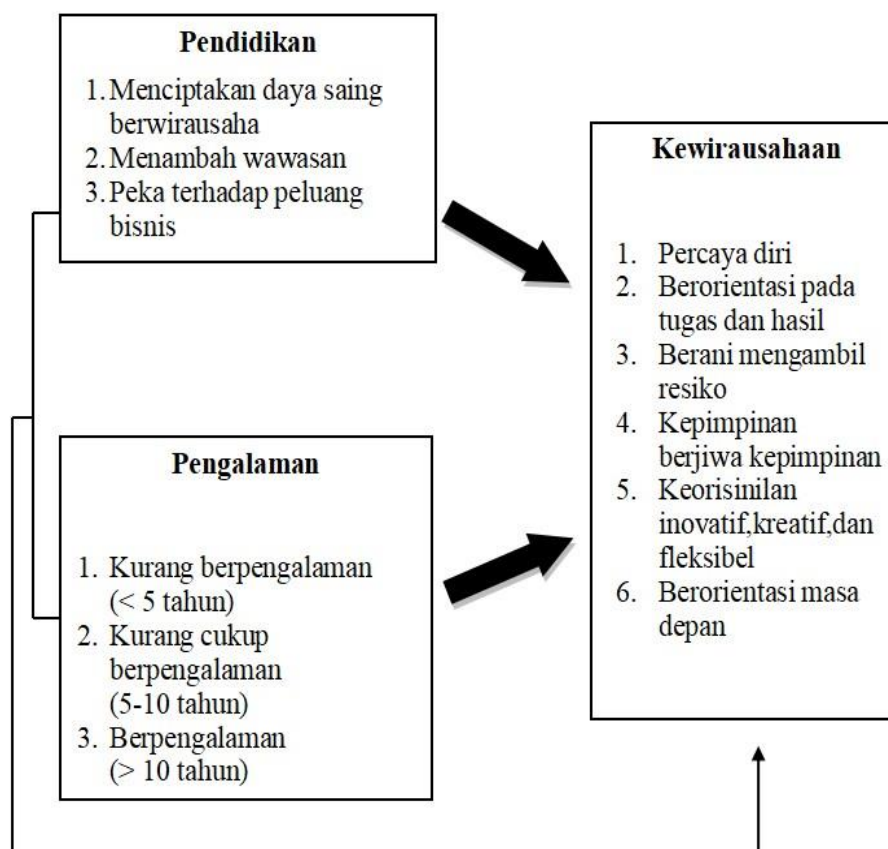 Pendidikan
1. Menciptakan daya saing
berwirausaha
2. Menambah wawasan
3. Peka terhadap peluang
bisnis
Pengalaman
1. Kurang berpengalaman
(< 5 tahun)
2. Kurang cukup
berpengalaman
(5-10 tahun)
3. Berpengalaman
(> 10 tahun)
Kewirausahaan
1. Percaya diri
2. Berorientasi pada
tugas dan hasil
3. Berani mengambil
resiko
4. Kepimpinan
berjiwa kepimpinan
5. Keorisinilan
inovatif,kreatif,dan
fleksibel
6. Berorientasi masa
depan